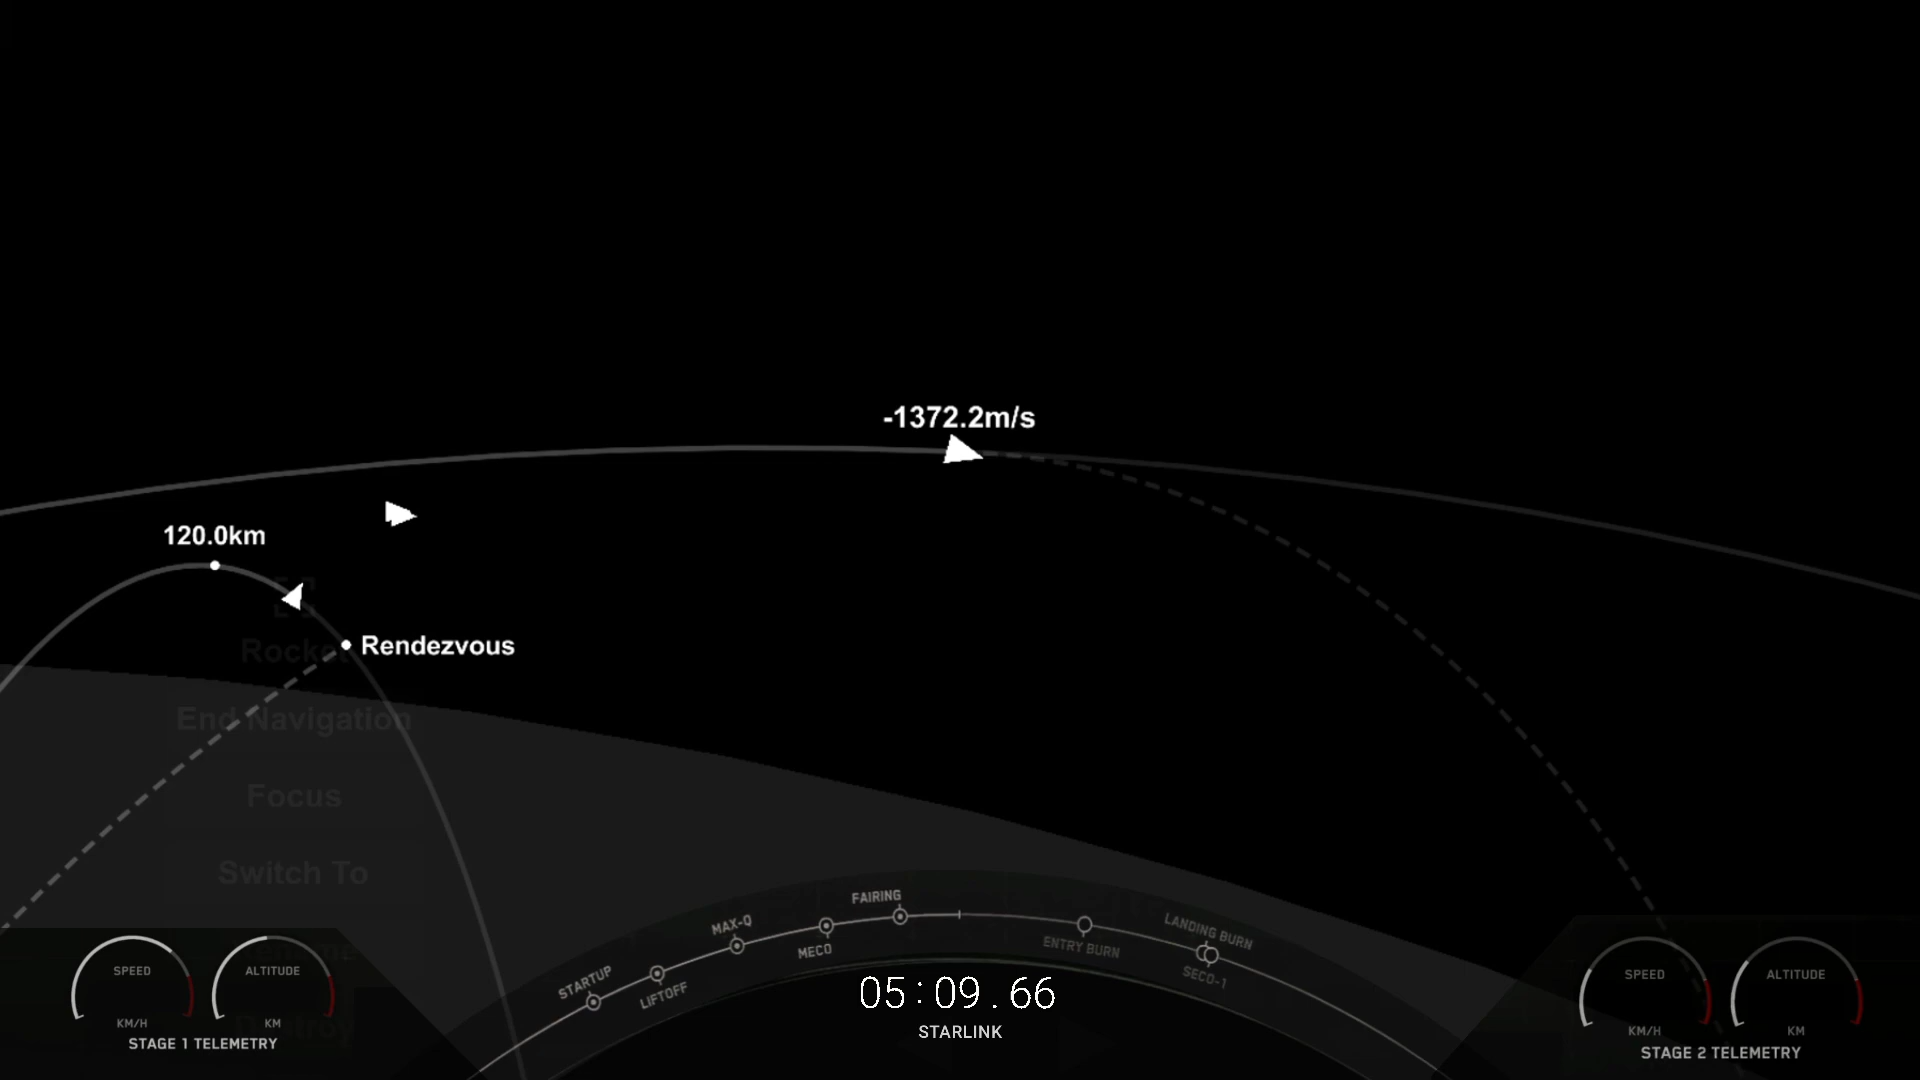 -1372.2m/s
120.0km
Rocket
Rendezvous
End Navigation
Focus
Switch To
Destroy
STARTUP
LIFTOFF
MAX-Q
MECO
FAIRING
ENTRY BURN
LANDING BURN
SECO-1
SPEED
KM/H
ALTITUDE
KM
STAGE 1 TELEMETRY
05:09.66
STARLINK
SPEED
KM/H
ALTITUDE
KM
STAGE 2 TELEMETRY